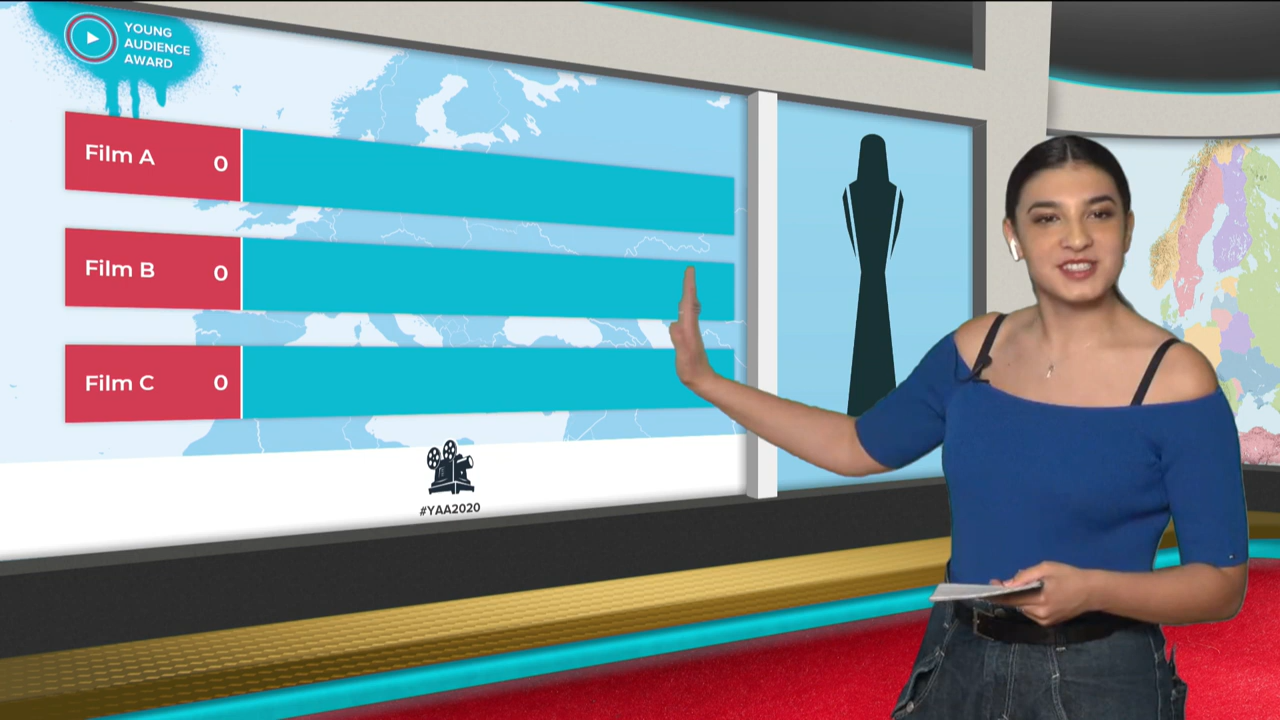 YOUNG
AUDIENCE
AWARD
Film A 0
Film B 0
Film C 0
#YAA2020